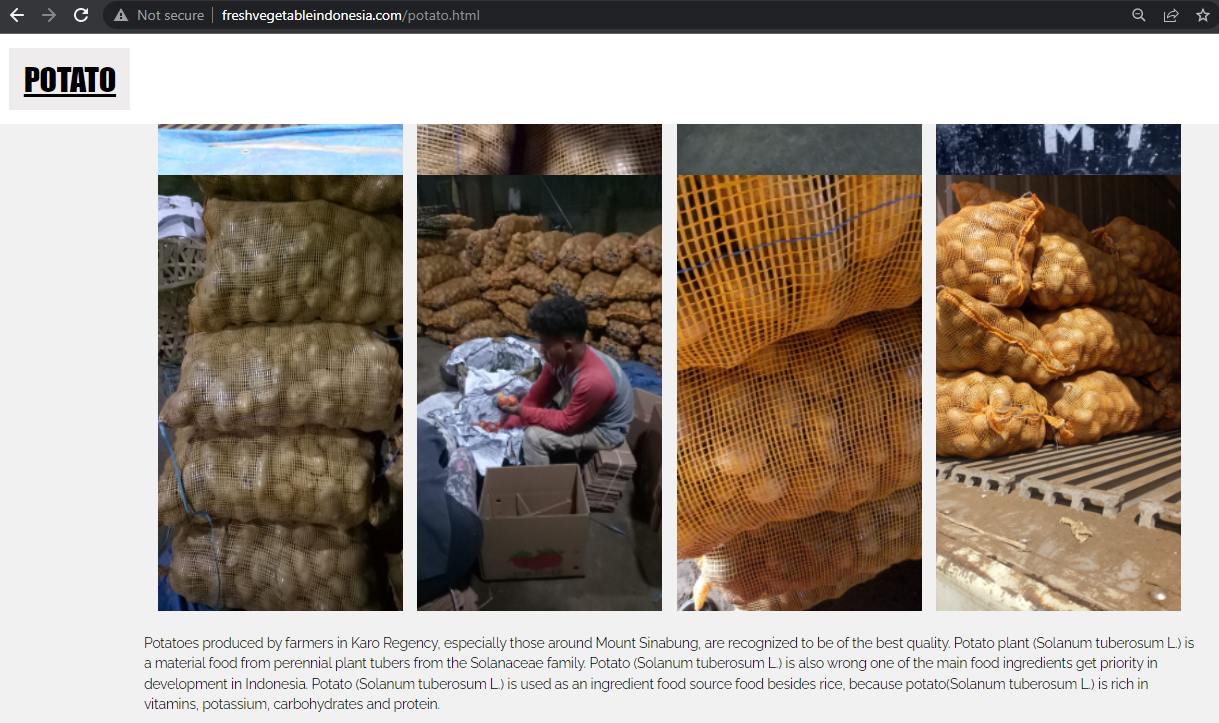 Not secure | freshvegetableindonesia.com/potato.html
POTATO
M T
Potatoes produced by farmers in Karo Regency, especially those around Mount Sinabung, are recognized to be of the best quality. Potato plant (Solanum tuberosum L.) is
a material food from perennial plant tubers from the Solanaceae family. Potato (Solanum tuberosum L.) is also wrong one of the main food ingredients get priority in
development in Indonesia. Potato (Solanum tuberosum L.) is used as an ingredient food source food besides rice, because potato(Solanum tuberosum L.) is rich in
vitamins, potassium, carbohydrates and protein.